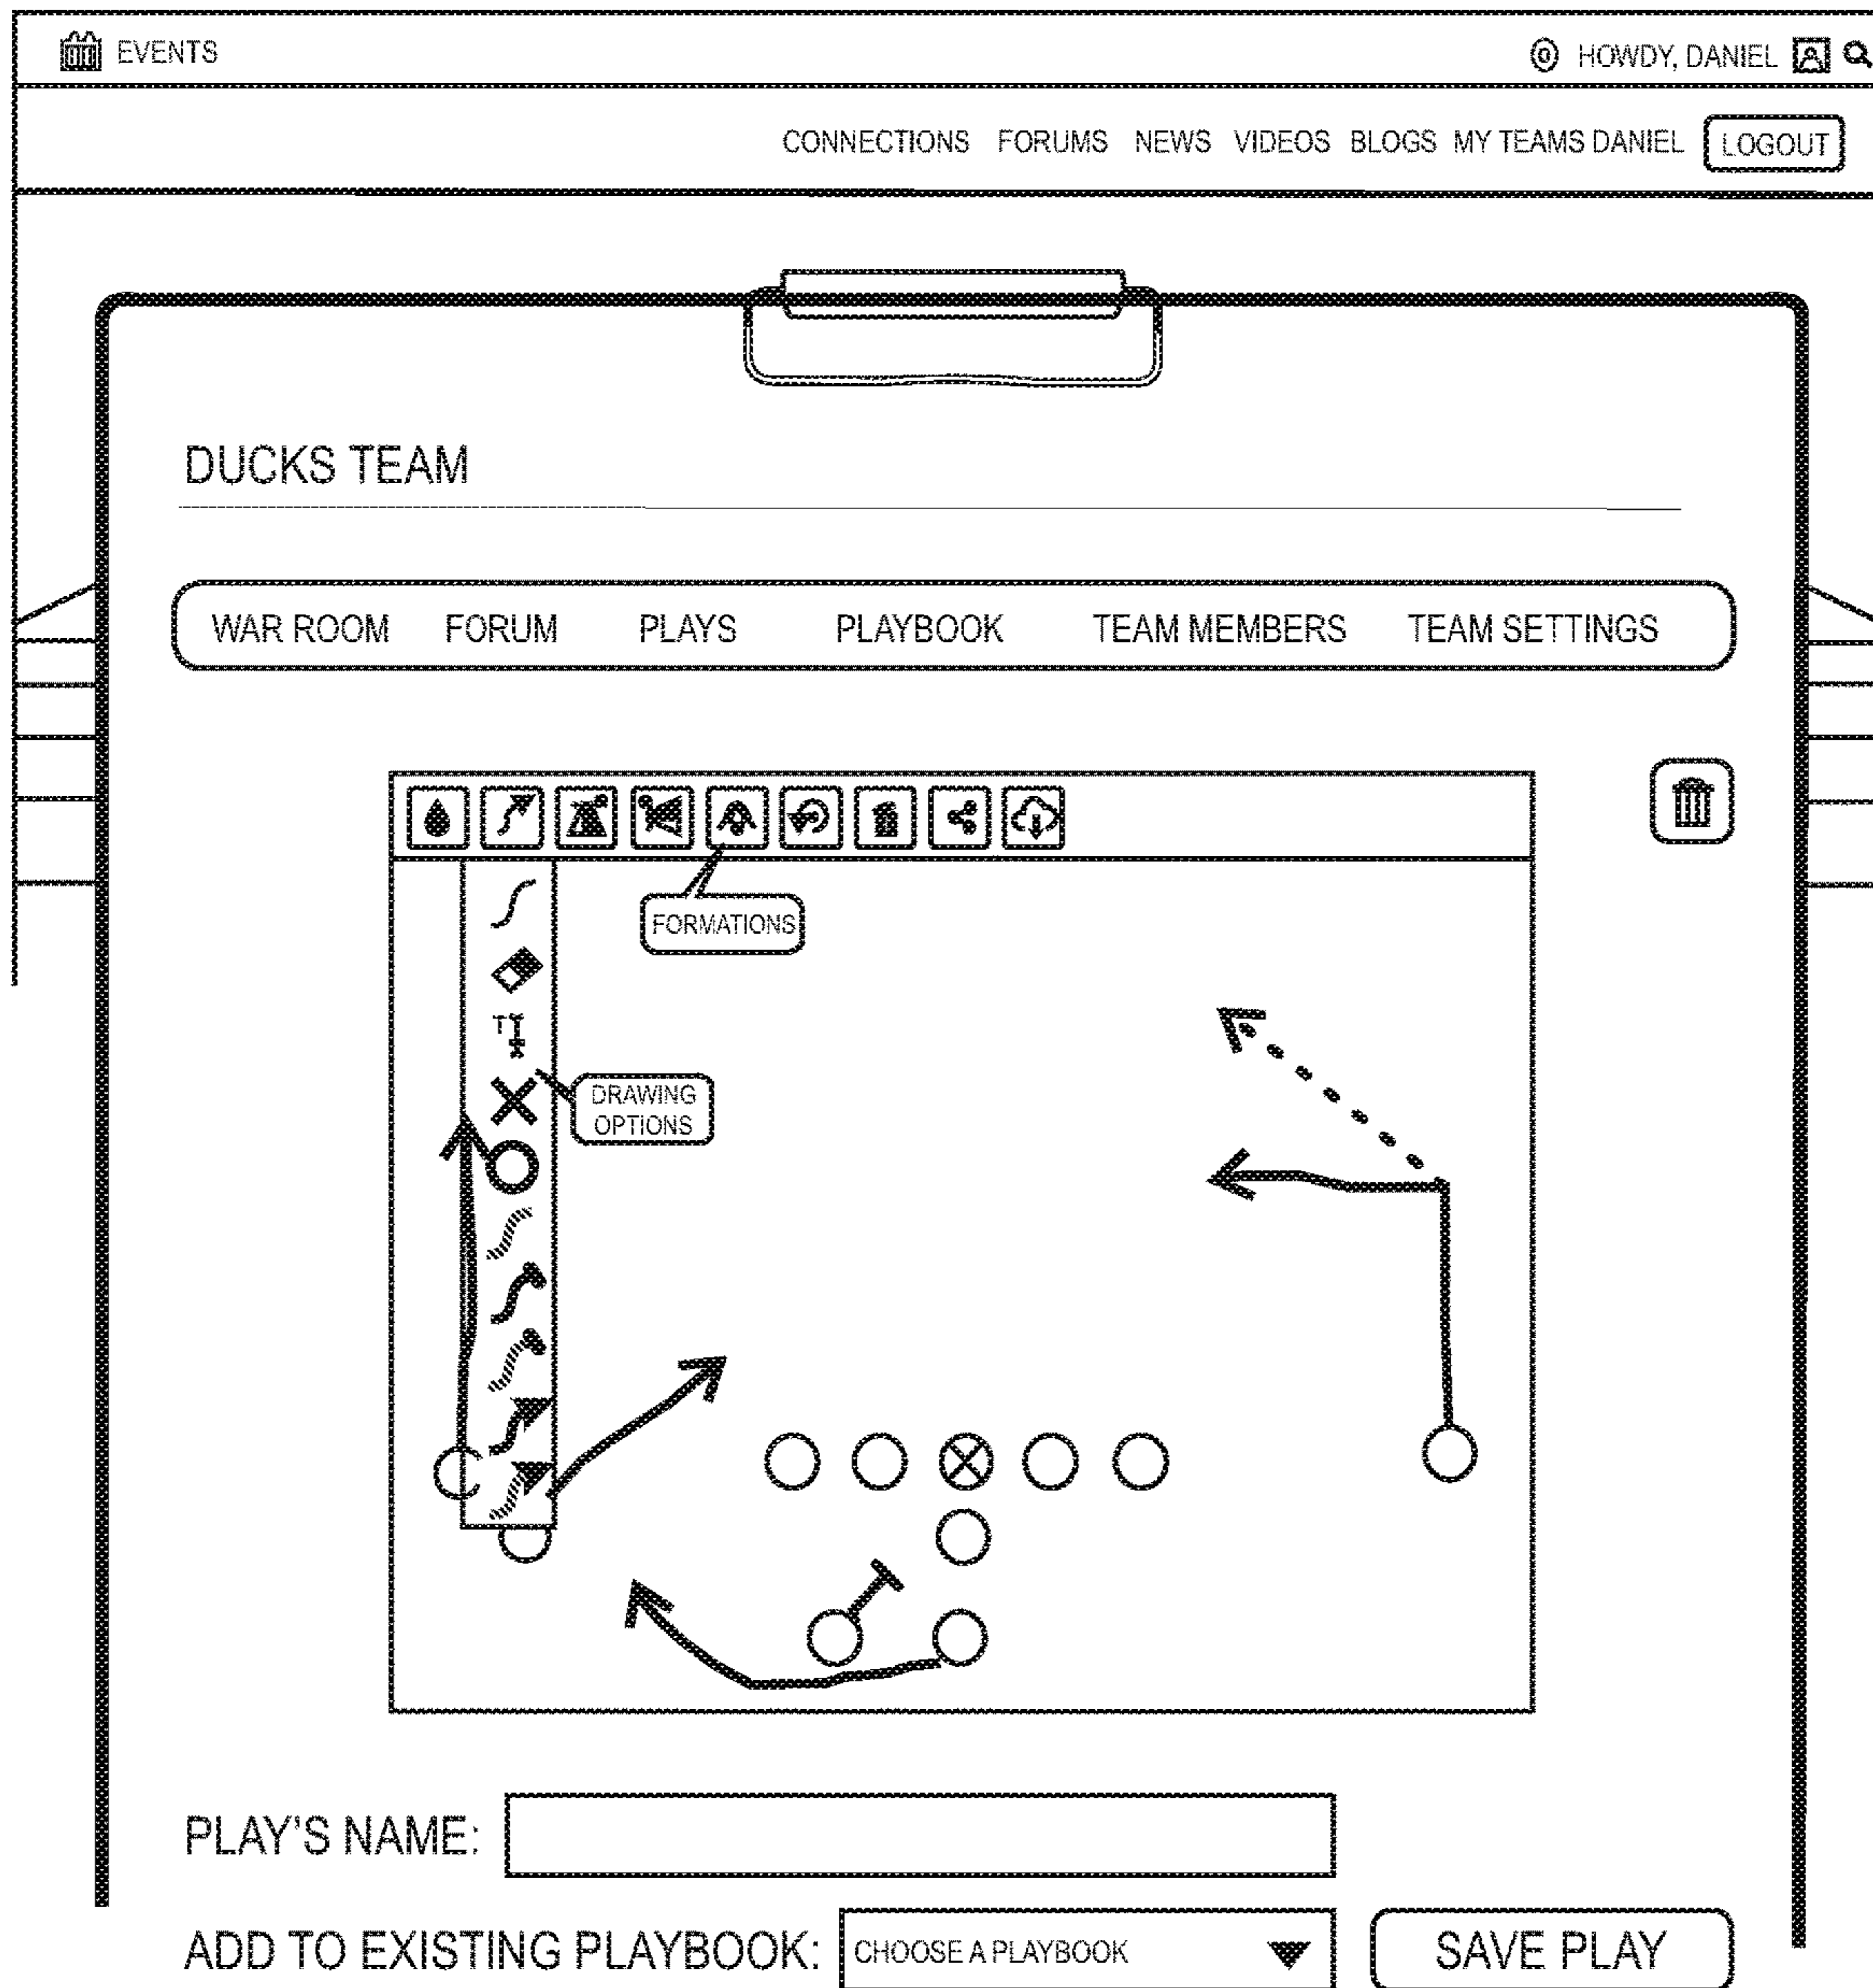 EVENTS
0 HOWDY, DANIEL
CONNECTIONS FORUMS NEWS VIDEOS BLOGS MY TEAMS DANIEL LOGOUT
DUCKS TEAM
WAR ROOM FORUM PLAYS PLAYBOOK TEAM MEMBERS TEAM SETTINGS
FORMATIONS
DRAWING
OPTIONS
PLAY'S NAME:
ADD TO EXISTING PLAYBOOK: CHOOSE A PLAYBOOK SAVE PLAY